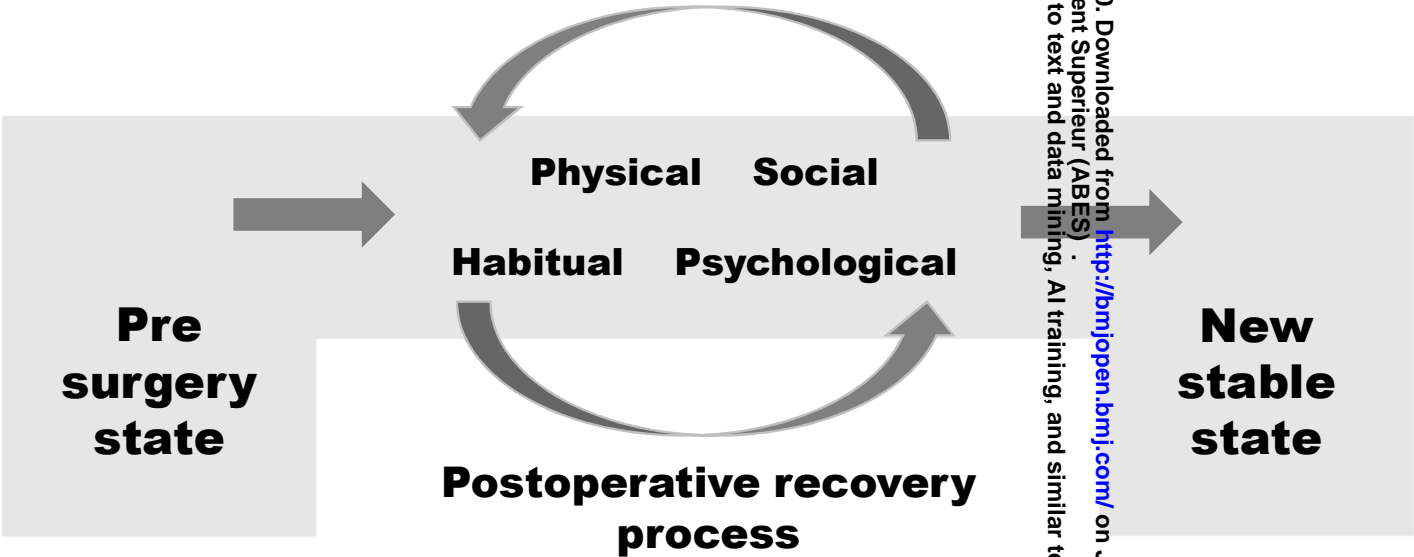 Physical Social
Habitual Psychological
Pre
surgery
state
Postoperative recovery
process
New
stable
state
. Downloaded from http://bmjopen.bmj.com/ on
ent Superieur (ABES) .
to text and data mining, AI training, and similar